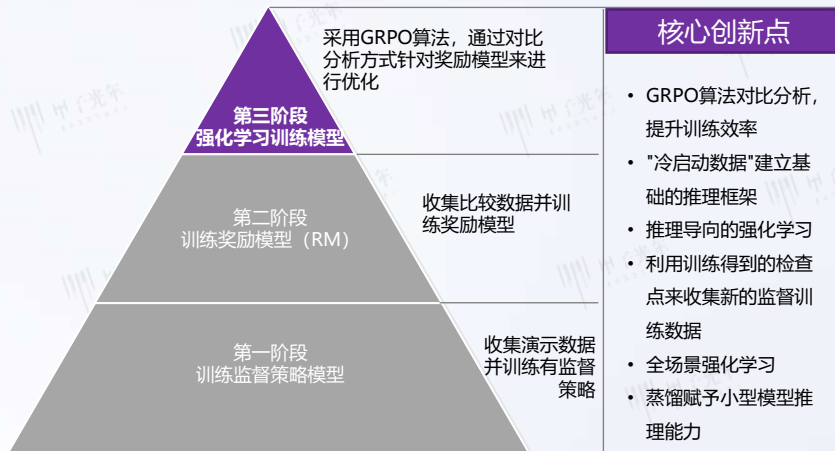 采用GRPO算法，通过对比
分析方式针对奖励模型来进
行优化
第三阶段
强化学习训练模型
收集比较数据并训
练奖励模型
第二阶段
训练奖励模型（RM）
收集演示数据
并训练有监督
策略
第一阶段
训练监督策略模型
核心创新点
• GRPO算法对比分析，
提升训练效率
• "冷启动数据"建立基
础的推理框架
• 推理导向的强化学习
• 利用训练得到的检查
点来收集新的监督训
练数据
• 全场景强化学习
• 蒸馏赋予小型模型推
理能力
甲子光年